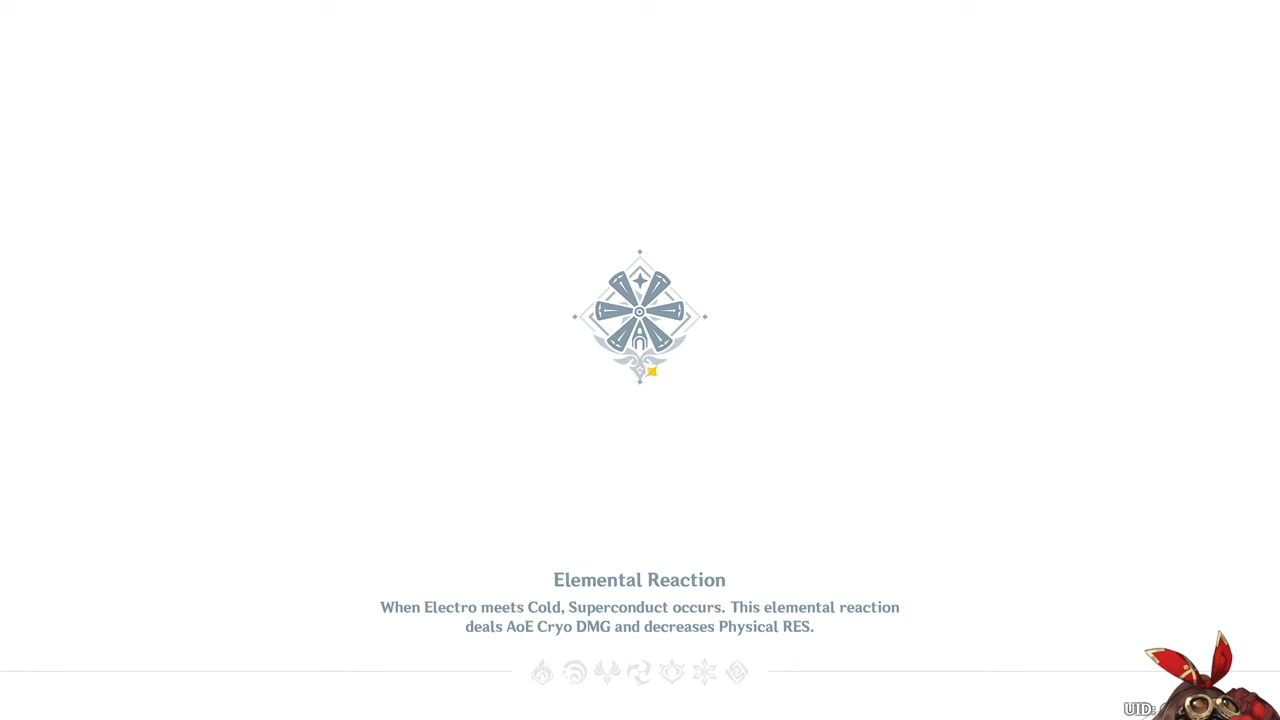 Elemental Reaction
When Electro meets Cold, Superconduct occurs. This elemental reaction
deals AoE Cryo DMG and decreases Physical RES.
UID: